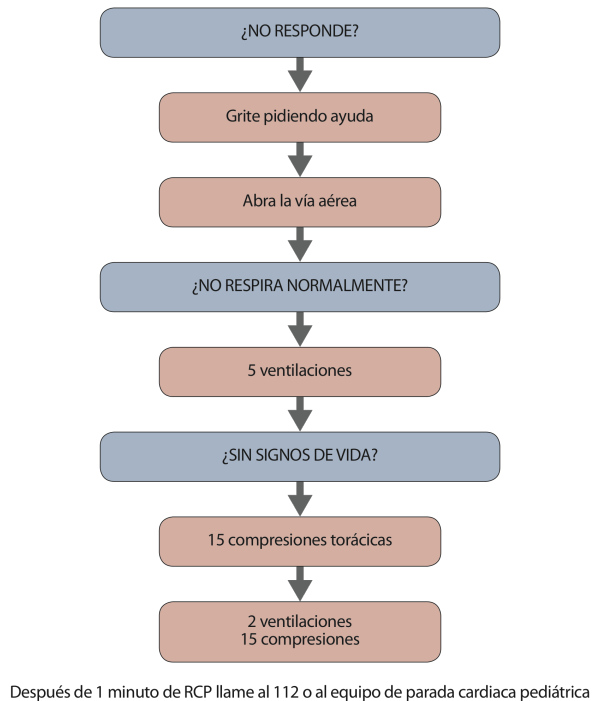 ¿NO RESPONDE?
Grite pidiendo ayuda
Abra la vía aérea
¿NO RESPIRA NORMALMENTE?
5 ventilaciones
¿SIN SIGNOS DE VIDA?
15 compresiones torácicas
2 ventilaciones
15 compresiones
Después de 1 minuto de RCP llame al 112 o al equipo de parada cardiaca pediátrica